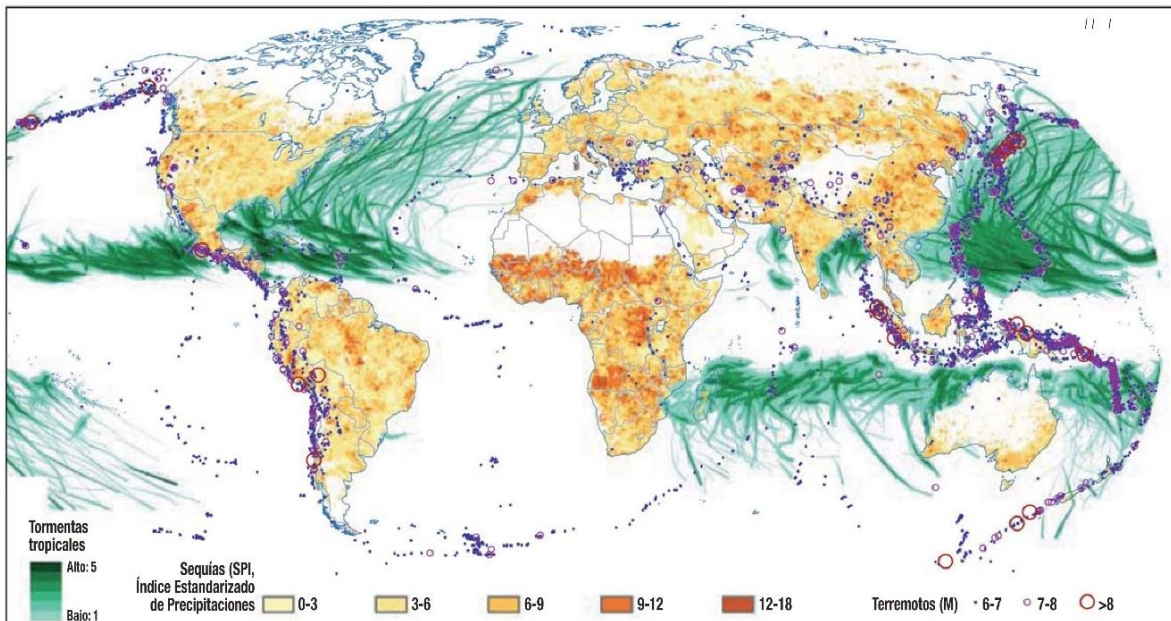 Tormentas
tropicales
Alto: 5
Bajo: 1
Sequías (SPI,
Índice Estandarizado
de Precipitaciones
0-3
3-6
6-9
9-12
12-18
Terremotos (M)
6-7
7-8
>8